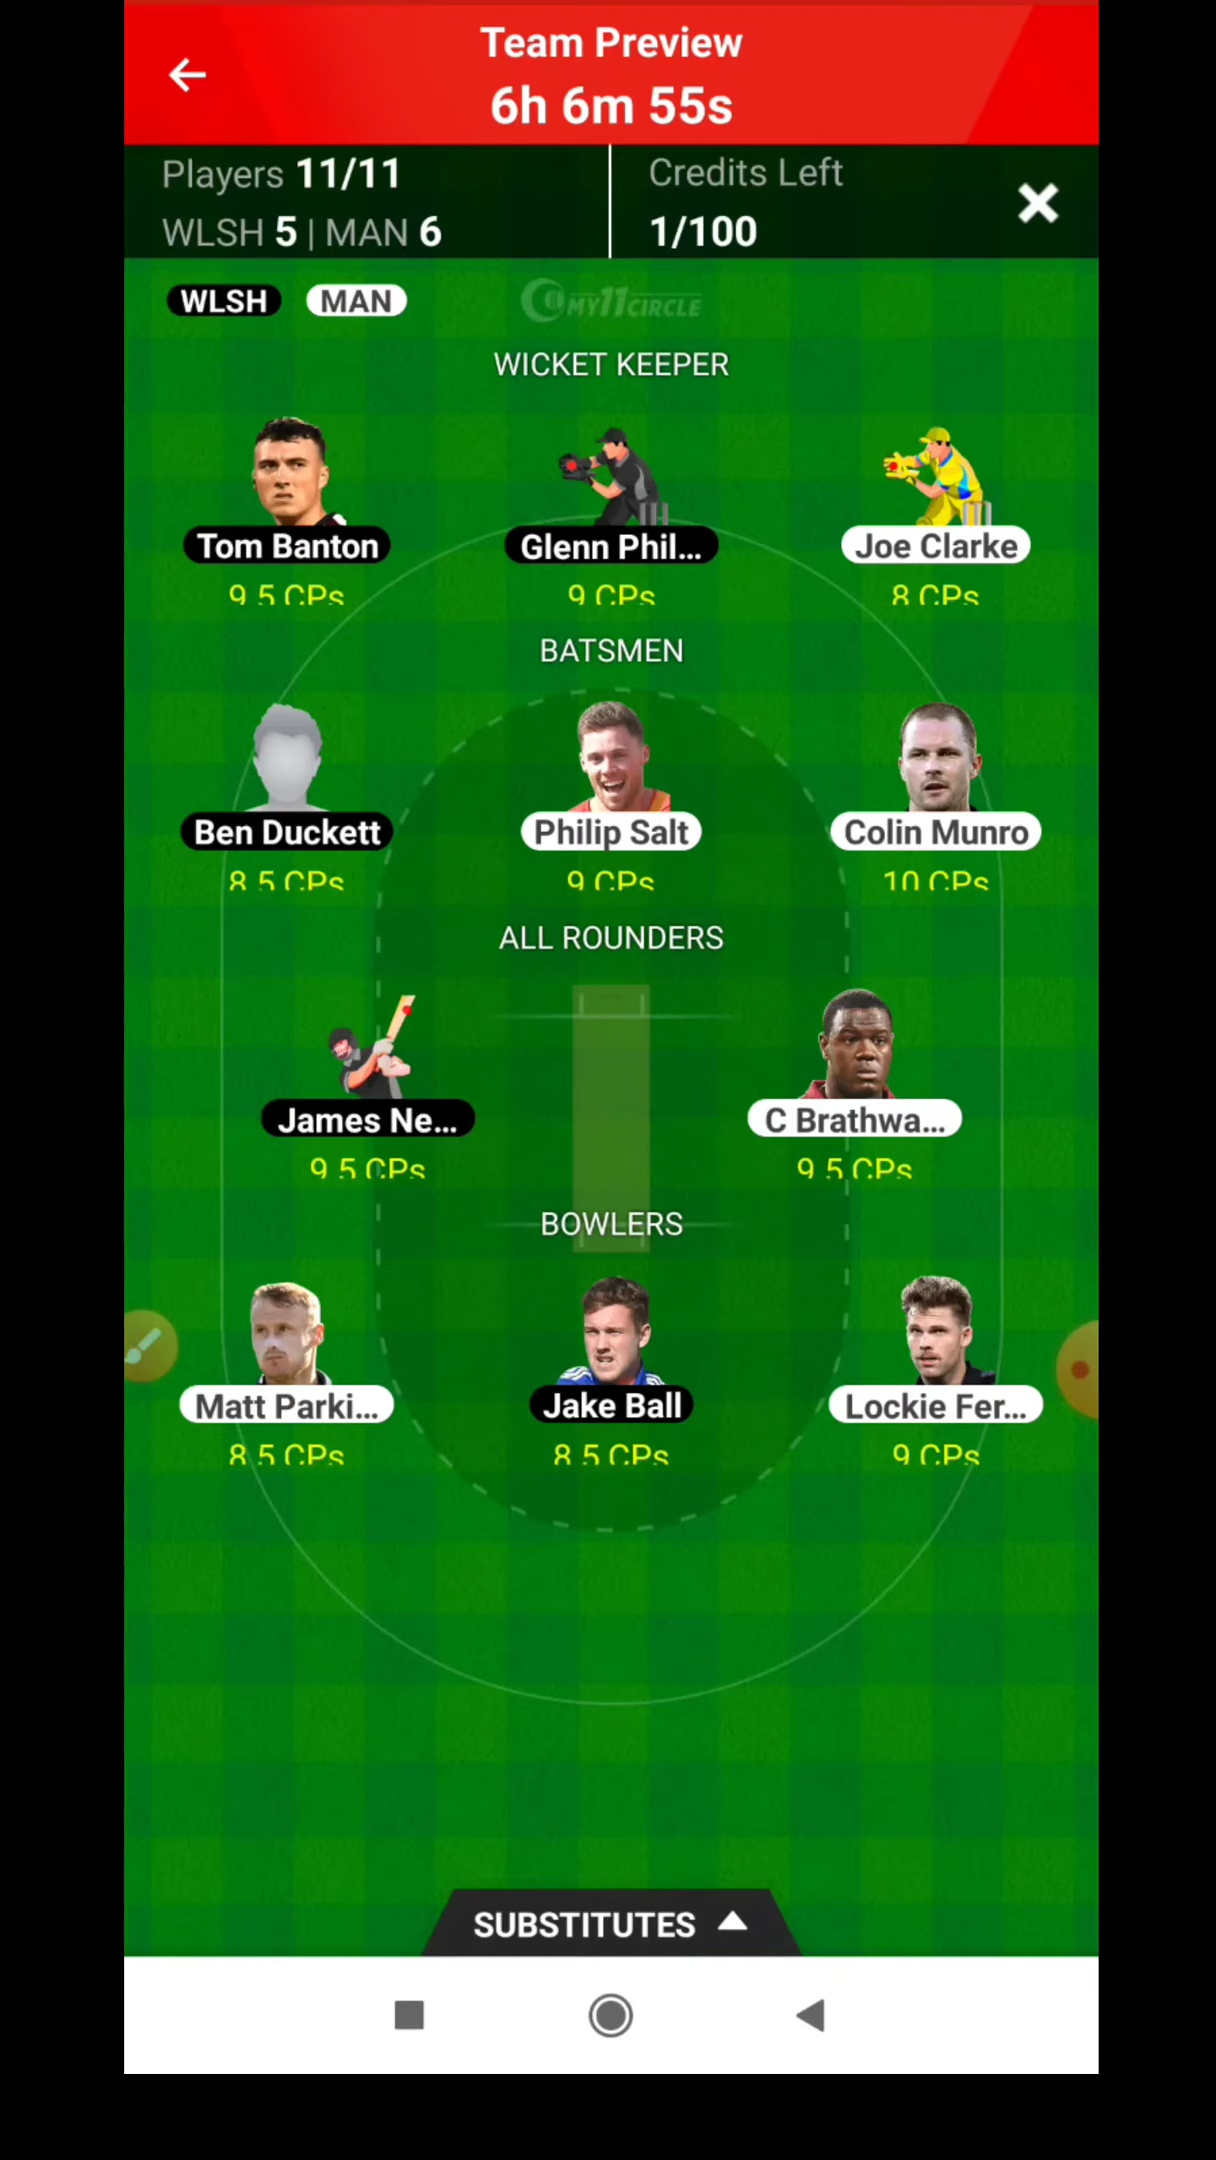 Team Preview
6h 6m 55s
Players 11/11
WLSH 5 | MAN 6
Credits Left
1/100
WLSH MAN MY11CIRCLE
WICKET KEEPER
Tom Banton Glenn Phil... Joe Clarke
9.5 CPs 9 CPs 8 CPs
BATSMEN
Ben Duckett Philip Salt Colin Munro
8.5 CPs 9 CPs 10 CPs
ALL ROUNDERS
James Ne... C Brathwa...
9.5 CPs 9.5 CPs
BOWLERS
Matt Parki... Jake Ball Lockie Fer...
8.5 CPs 8.5 CPs 9 CPs
SUBSTITUTES